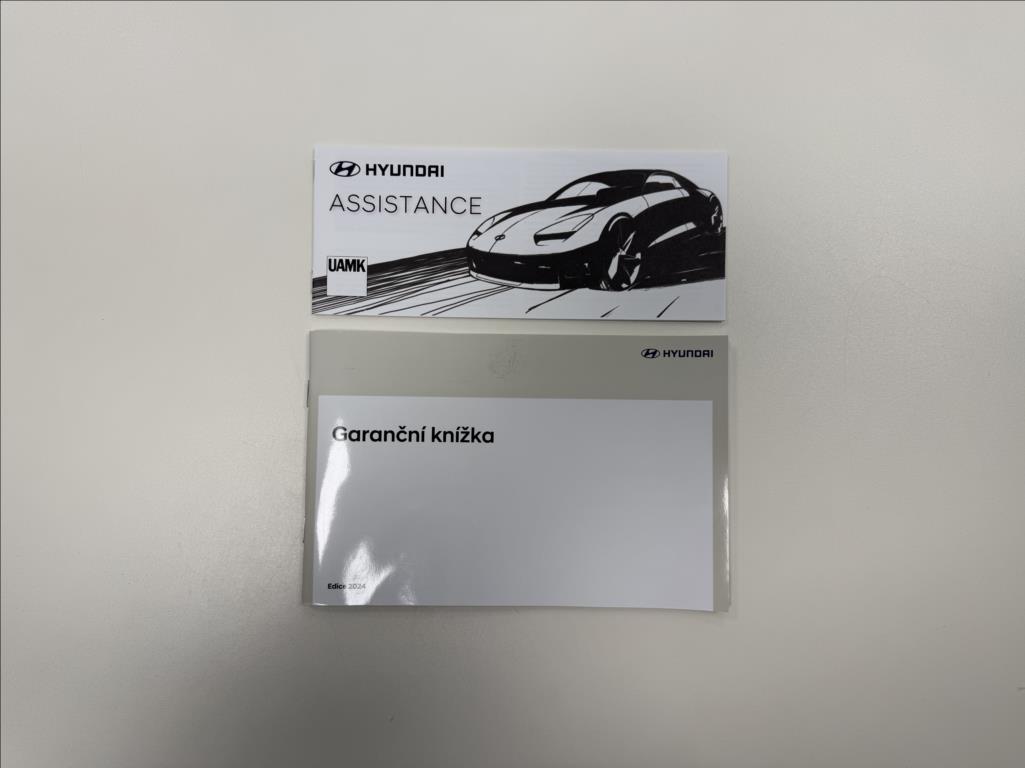 HYUNDAI
ASSISTANCE
UAMK
HYUNDAI
Garanční knížka
Edice 2024